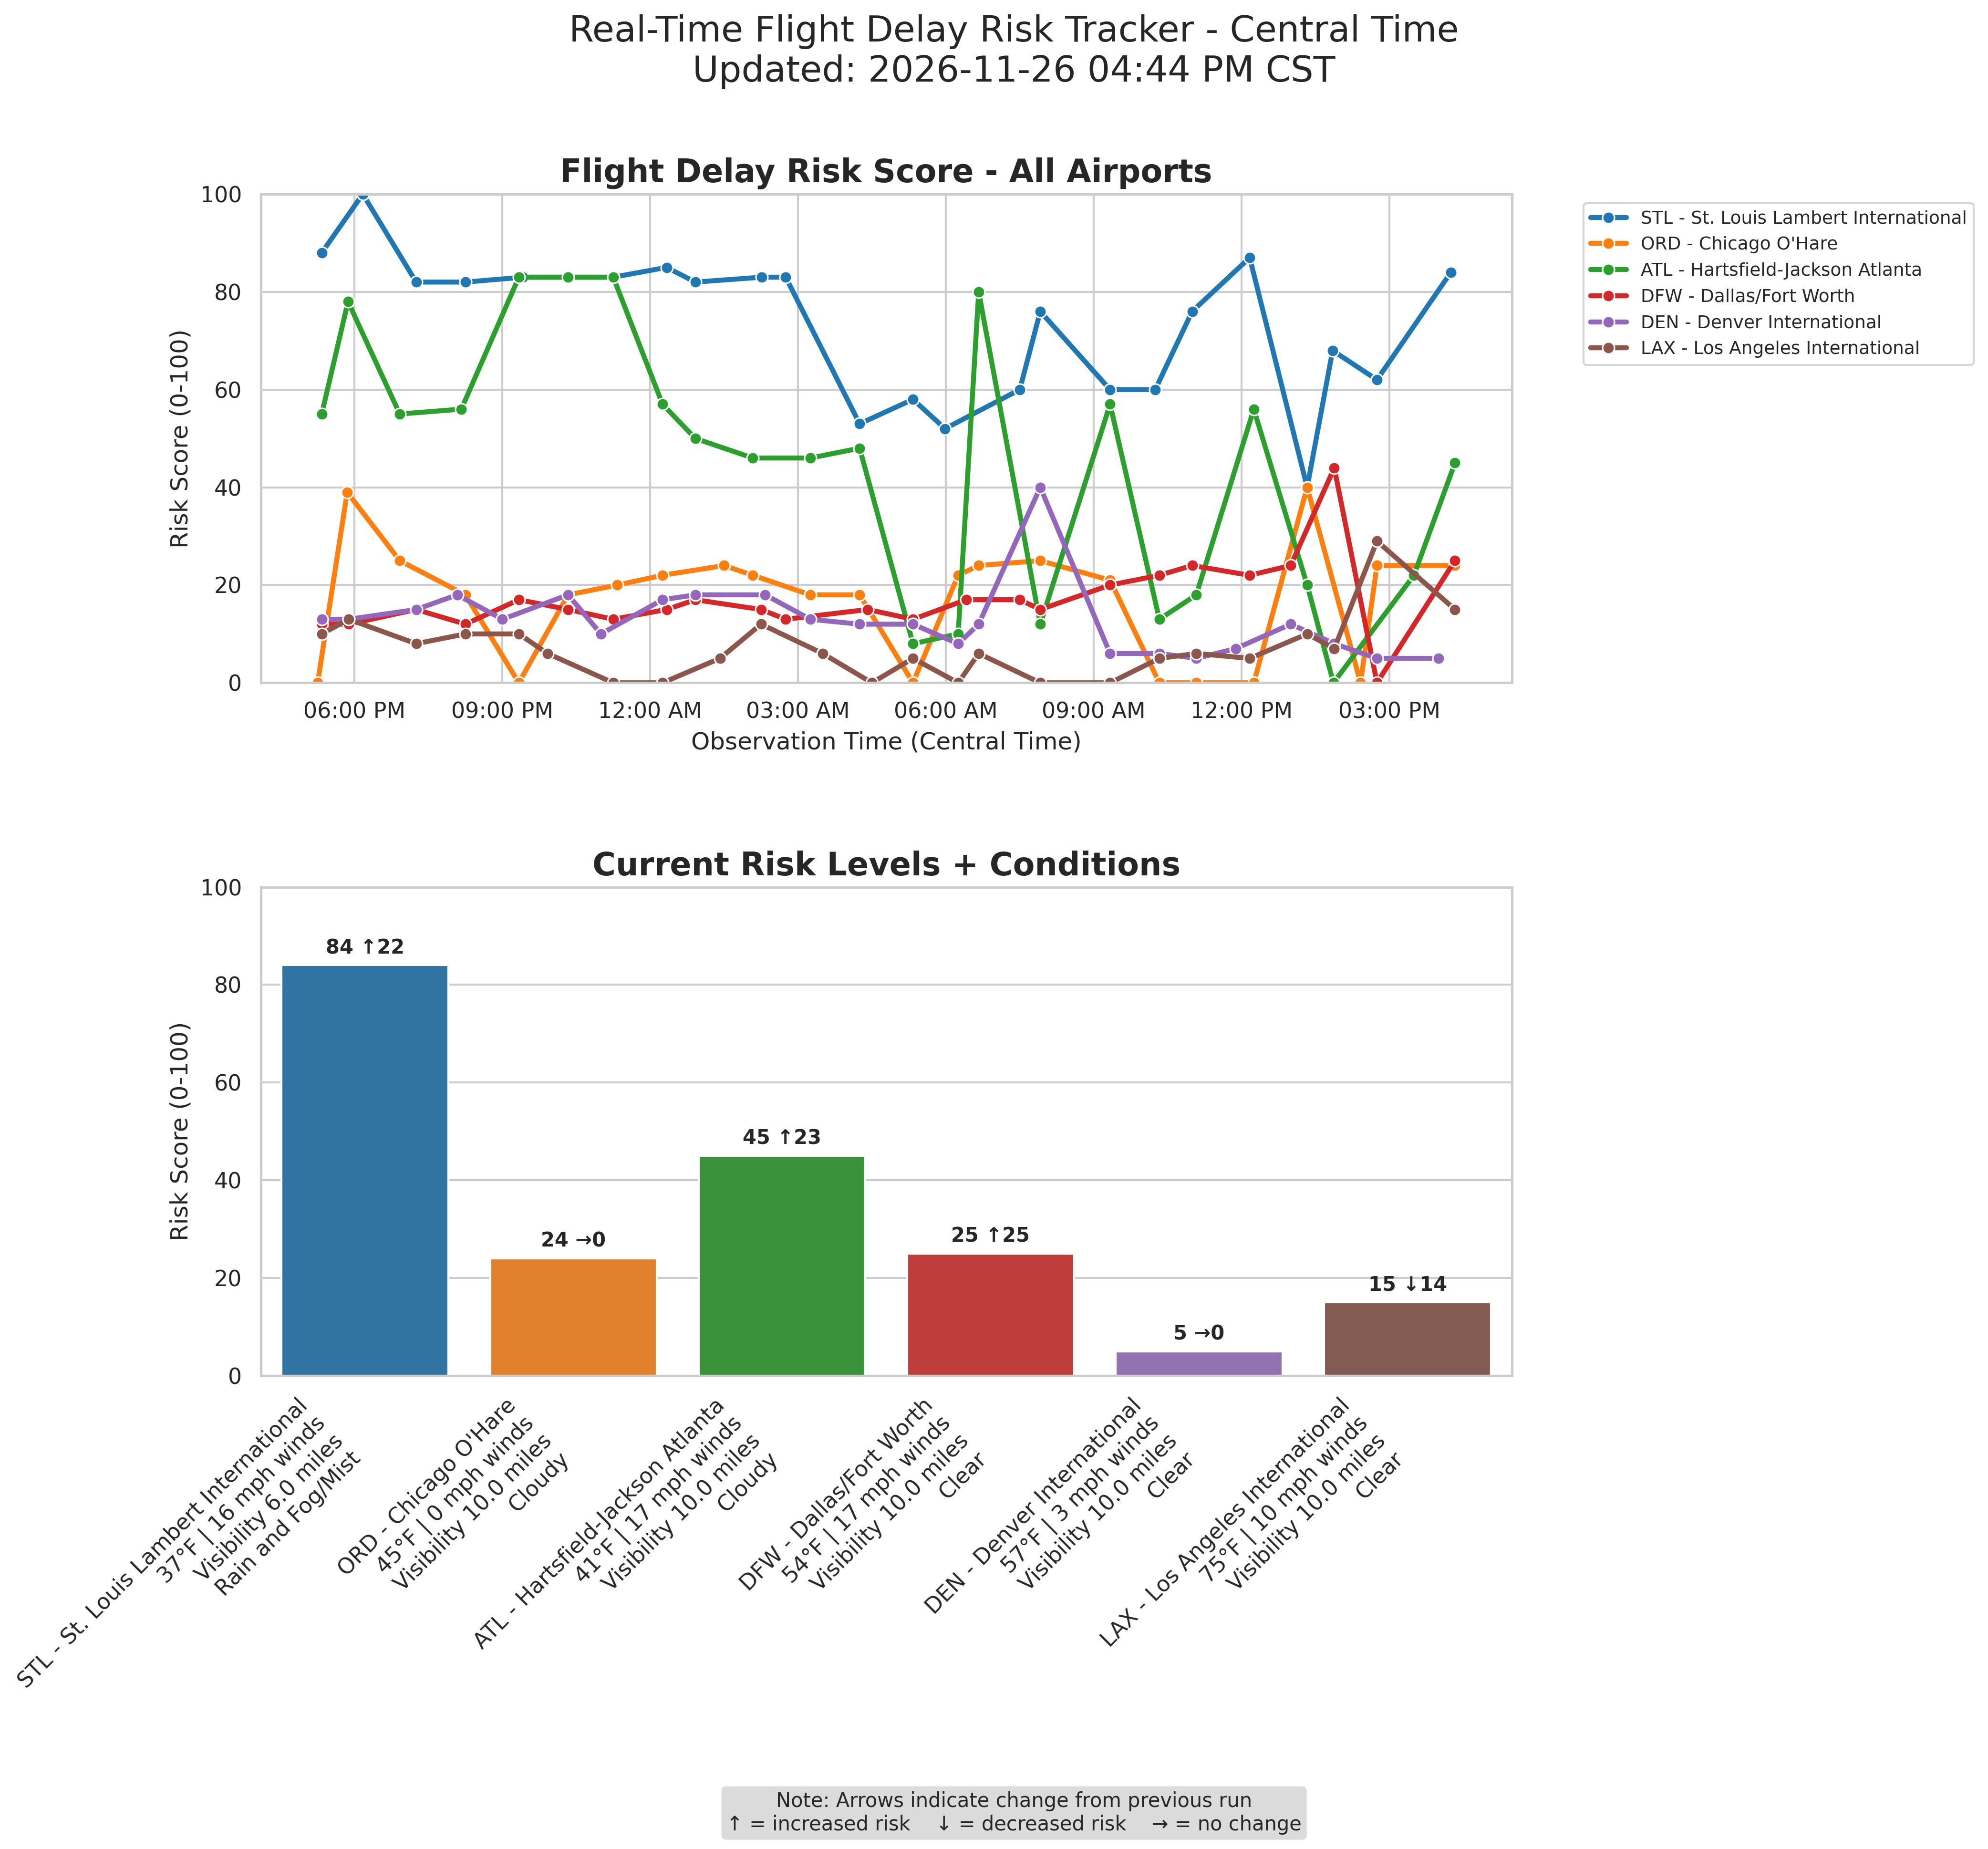 Real-Time Flight Delay Risk Tracker - Central Time
Updated: 2026-11-26 04:44 PM CST
Flight Delay Risk Score - All Airports
Risk Score (0-100)
100
80
60
40
20
0
06:00 PM
09:00 PM
12:00 AM
03:00 AM
06:00 AM
09:00 AM
12:00 PM
03:00 PM
Observation Time (Central Time)
STL - St. Louis Lambert International
ORD - Chicago O'Hare
ATL - Hartsfield-Jackson Atlanta
DFW - Dallas/Fort Worth
DEN - Denver International
LAX - Los Angeles International
Current Risk Levels + Conditions
Risk Score (0-100)
100
80
60
40
20
0
84 ↑22
24 →0
45 ↑23
25 ↑25
5 →0
15 ↓14
STL - St. Louis Lambert International
37°F | 16 mph winds
Visibility 6.0 miles
Rain and Fog/Mist
ORD - Chicago O'Hare
45°F | 0 mph winds
Visibility 10.0 miles
Cloudy
ATL - Hartsfield-Jackson Atlanta
41°F | 17 mph winds
Visibility 10.0 miles
Cloudy
DFW - Dallas/Fort Worth
54°F | 17 mph winds
Visibility 10.0 miles
Clear
DEN - Denver International
57°F | 3 mph winds
Visibility 10.0 miles
Clear
LAX - Los Angeles International
75°F | 10 mph winds
Visibility 10.0 miles
Clear
Note: Arrows indicate change from previous run
↑ = increased risk ↓ = decreased risk → = no change